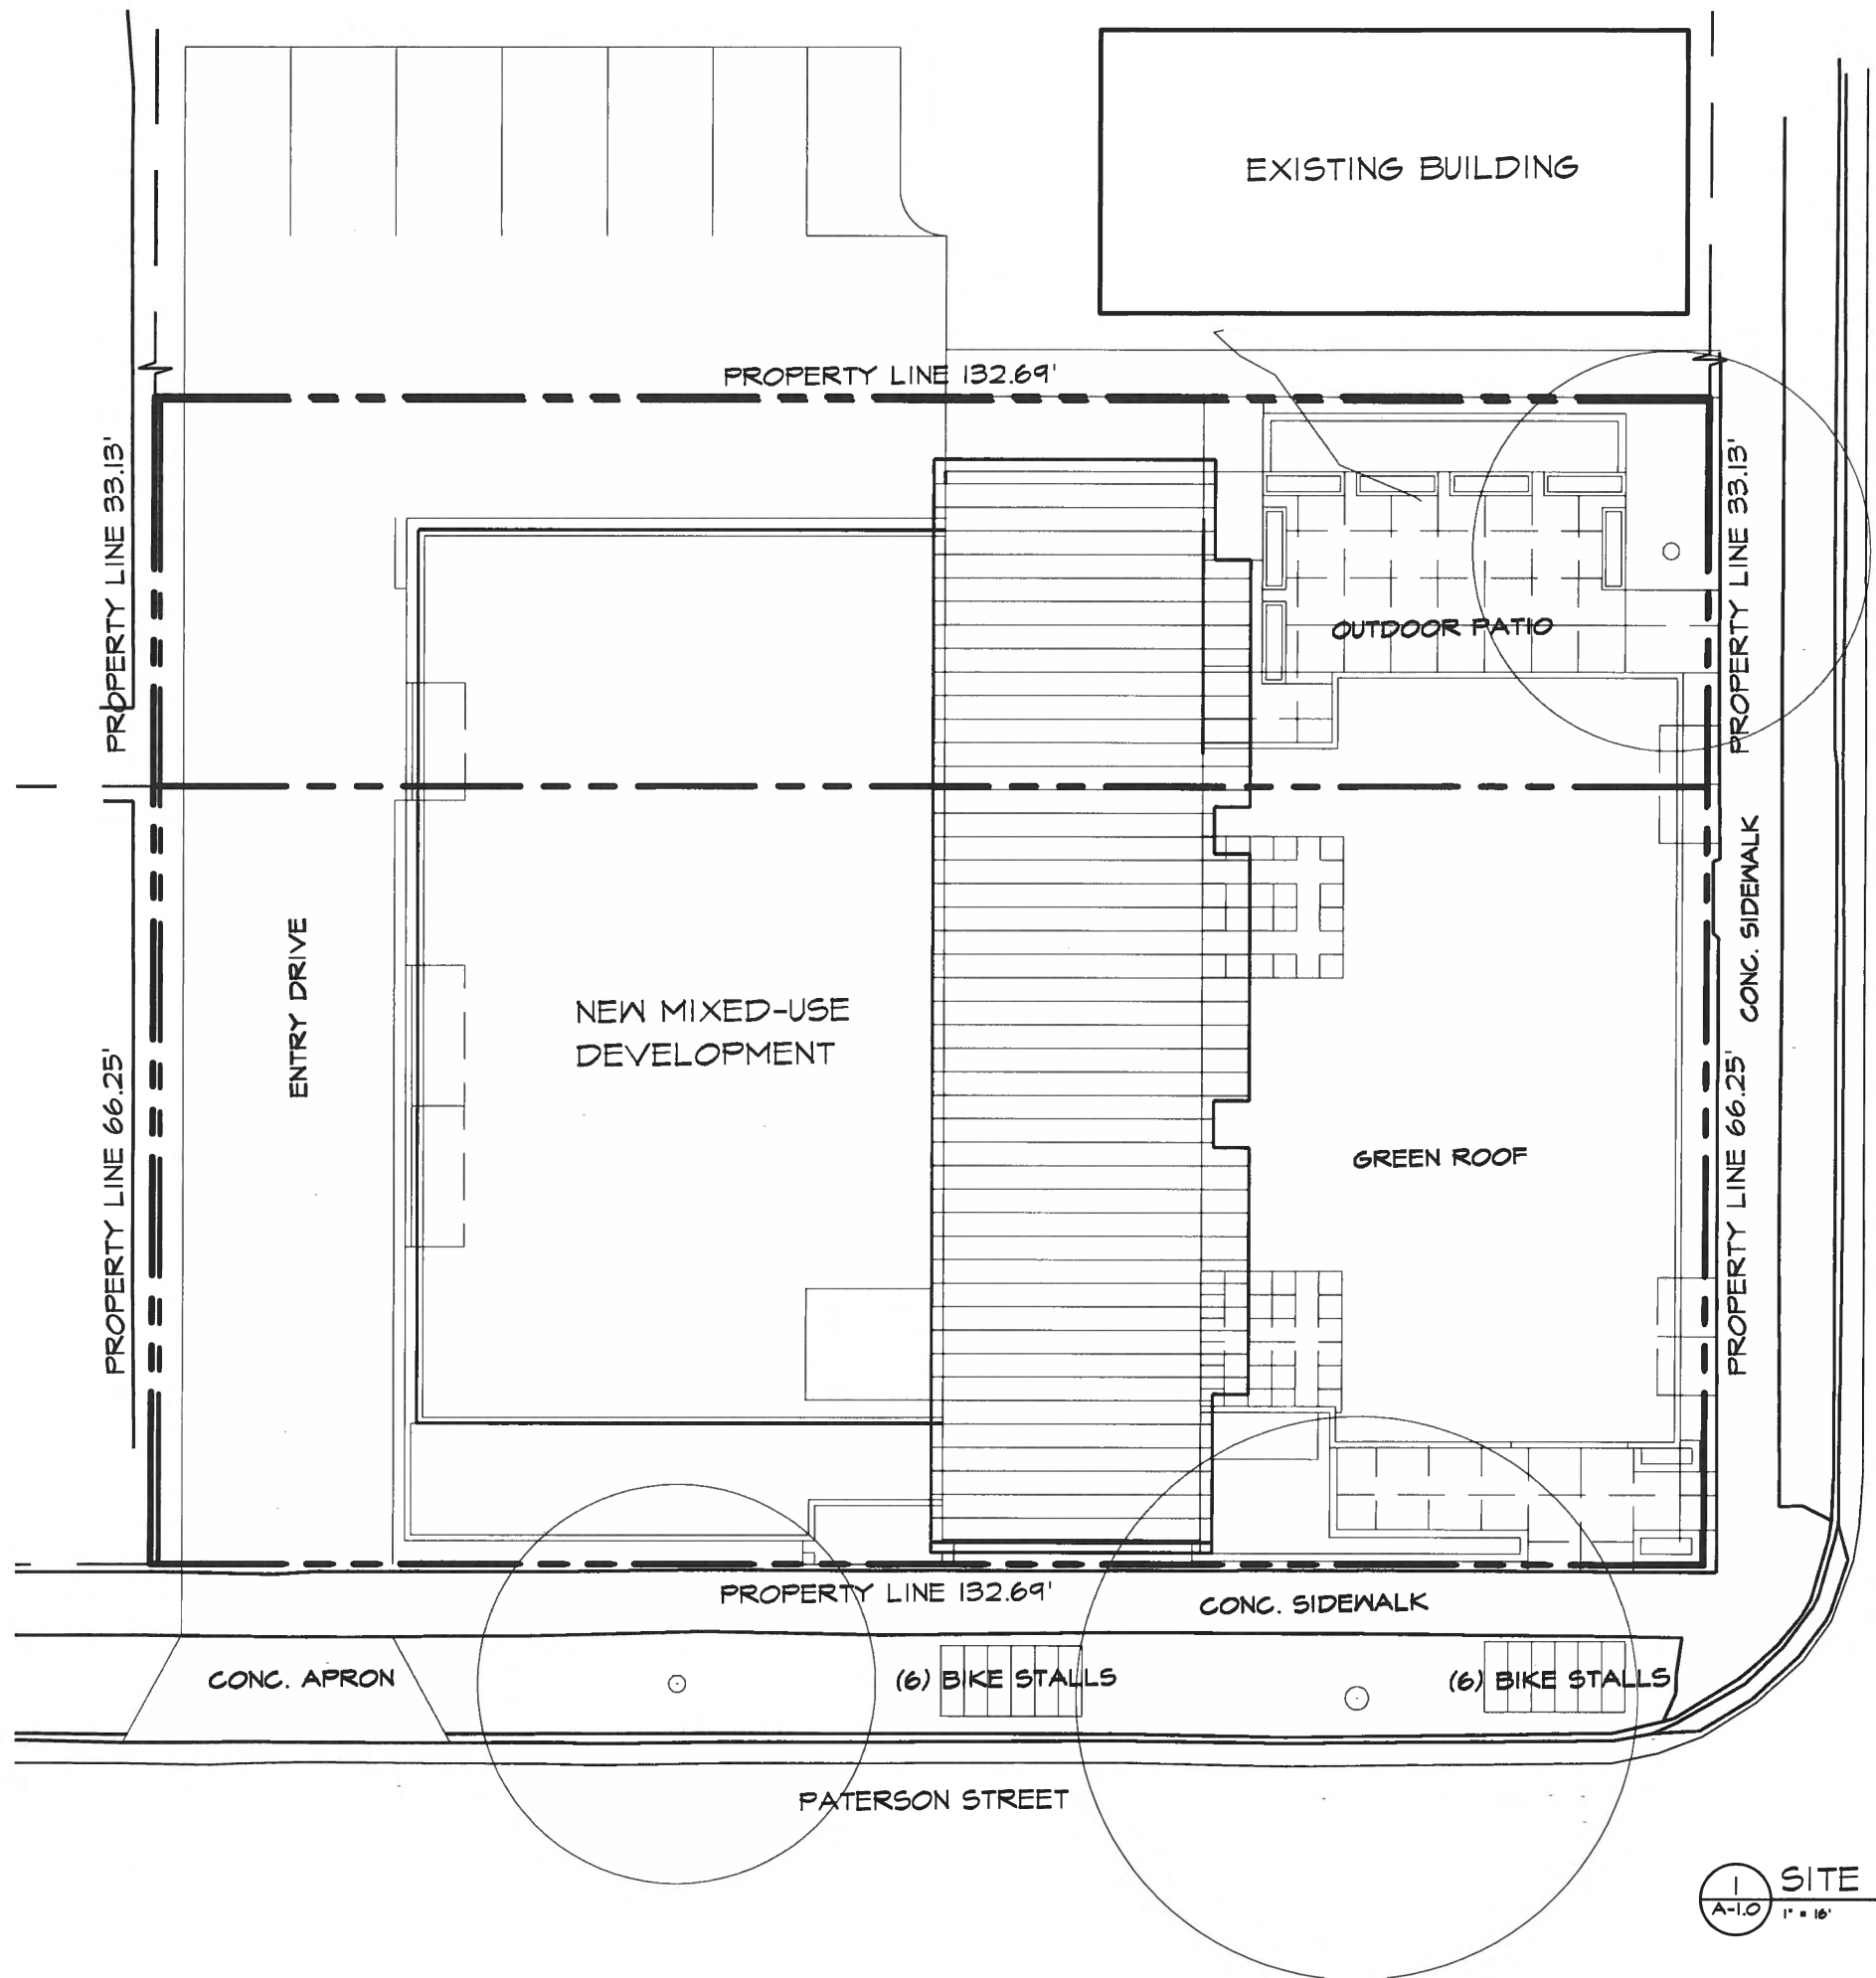 EXISTING BUILDING
PROPERTY LINE 132.69'
PROPERTY LINE 33.13'
PROPERTY LINE 33.13'
OUTDOOR PATIO
CONC. SIDEWALK
ENTRY DRIVE
NEW MIXED-USE
DEVELOPMENT
PROPERTY LINE 66.25'
PROPERTY LINE 66.25'
GREEN ROOF
PROPERTY LINE 132.69'
CONC. SIDEWALK
CONC. APRON
(6) BIKE STALLS
(6) BIKE STALLS
PATERSON STREET
1
A-1.0
SITE
1" = 16'